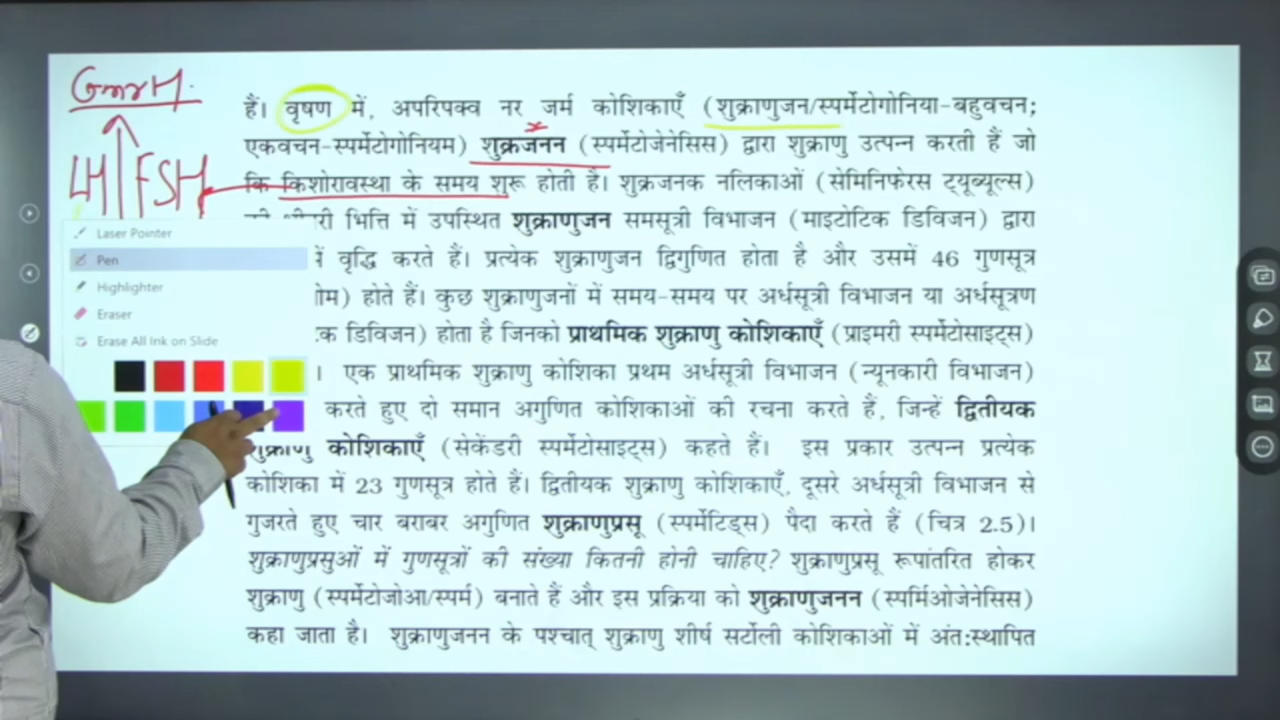 GnrH.
LH FSH
हैं। वृषण में, अपरिपक्व नर जर्म कोशिकाएँ (शुक्राणुजन/स्पर्मेटोगोनिया-बहुवचन;
एकवचन-स्पर्मेटोगोनियम) शुक्रजनन (स्पर्मेटोजेनेसिस) द्वारा शुक्राणु उत्पन्न करती हैं जो
कि किशोरावस्था के समय शुरू होती है। शुक्रजनक नलिकाओं (सेमिनिफेरस ट्यूब्यूल्स)
भित्ति में उपस्थित शुक्राणुजन समसूत्री विभाजन (माइटोटिक डिविजन) द्वारा
में वृद्धि करते हैं। प्रत्येक शुक्राणुजन द्विगुणित होता है और उसमें 46 गुणसूत्र
होते हैं। कुछ शुक्राणुजनों में समय-समय पर अर्धसूत्री विभाजन या अर्धसूत्रण
डिविजन) होता है जिनको प्राथमिक शुक्राणु कोशिकाएँ (प्राइमरी स्पर्मेटोसाइट्स)
। एक प्राथमिक शुक्राणु कोशिका प्रथम अर्धसूत्री विभाजन (न्यूनकारी विभाजन)
करते हुए दो समान अगुणित कोशिकाओं की रचना करते हैं, जिन्हें द्वितीयक
शुक्राणु कोशिकाएँ (सेकेंडरी स्पर्मेटोसाइट्स) कहते हैं। इस प्रकार उत्पन्न प्रत्येक
कोशिका में 23 गुणसूत्र होते हैं। द्वितीयक शुक्राणु कोशिकाएँ, दूसरे अर्धसूत्री विभाजन से
गुजरते हुए चार बराबर अगुणित शुक्राणुप्रसू (स्पर्मेटिड्स) पैदा करते हैं (चित्र 2.5)।
शुक्राणुप्रसुओं में गुणसूत्रों की संख्या कितनी होनी चाहिए? शुक्राणुप्रसू रूपांतरित होकर
शुक्राणु (स्पर्मेटोजोआ/स्पर्म) बनाते हैं और इस प्रक्रिया को शुक्राणुजनन (स्पर्मिओजेनेसिस)
कहा जाता है। शुक्राणुजनन के पश्चात् शुक्राणु शीर्ष सर्टोली कोशिकाओं में अंत:स्थापित
Laser Pointer
Pen
Highlighter
Eraser
Erase All Ink on Slide